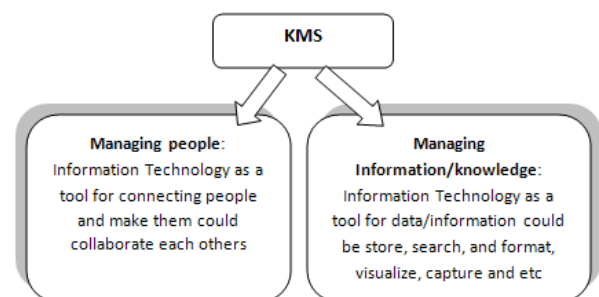 KMS
Managing people:
Information Technology as a
tool for connecting people
and make them could
collaborate each others
Managing
Information/knowledge:
Information Technology as a
tool for data/information could
be store, search, and format,
visualize, capture and etc